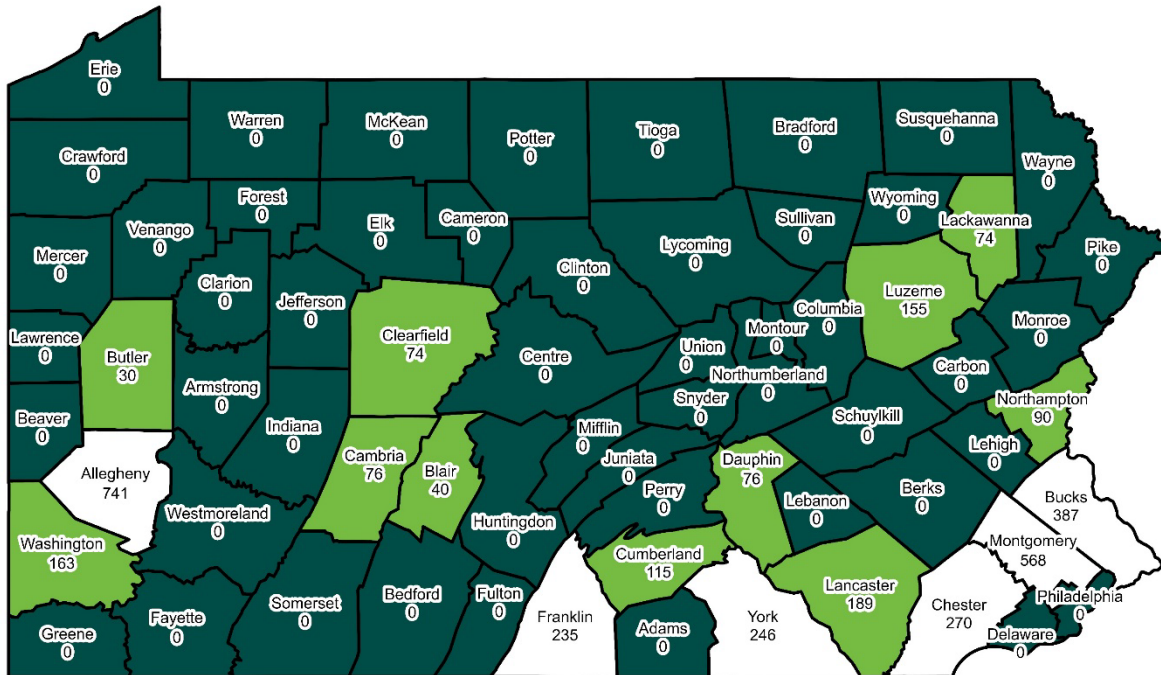 Erie
0
Warren
0
McKean
0
Potter
0
Tioga
0
Bradford
0
Susquehanna
0
Wayne
0
Crawford
0
Forest
0
Venango
0
Elk
0
Cameron
0
Lycoming
0
Sullivan
0
Wyoming
0
Lackawanna
74
Pike
0
Mercer
0
Clarion
0
Jefferson
0
Clinton
0
Columbia
0
Luzerne
155
Monroe
0
Lawrence
0
Butler
30
Clearfield
74
Centre
0
Union
0
Montour
0
Northumberland
0
Carbon
0
Armstrong
0
Snyder
0
Northampton
90
Beaver
0
Indiana
0
Mifflin
0
Schuylkill
0
Lehigh
0
Allegheny
741
Cambria
76
Blair
40
Juniata
0
Dauphin
76
Perry
0
Lebanon
0
Berks
0
Bucks
387
Westmoreland
0
Huntingdon
0
Montgomery
568
Washington
163
Cumberland
115
Lancaster
189
Philadelphia
0
Greene
0
Fayette
0
Somerset
0
Bedford
0
Fulton
0
Franklin
235
Adams
0
York
246
Chester
270
Delaware
0